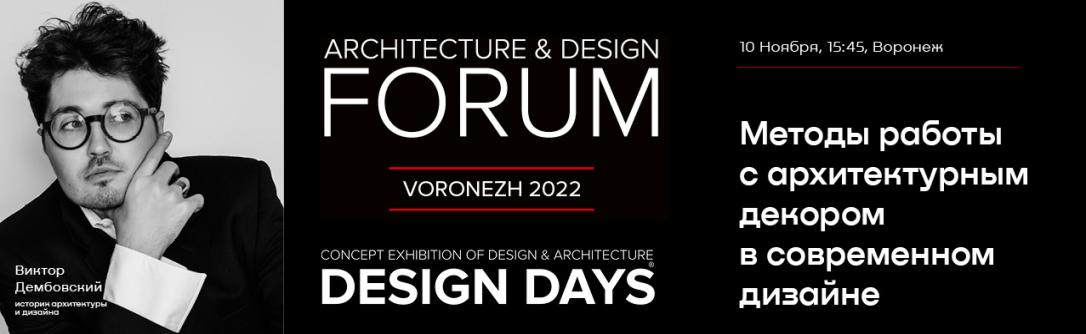 Виктор
Дембовский
историк архитектуры
и дизайна
ARCHITECTURE & DESIGN
FORUM
VORONEZH 2022
CONCEPT EXHIBITION OF DESIGN & ARCHITECTURE
DESIGN DAYS®
10 Ноября, 15:45, Воронеж
Методы работы
с архитектурным
декором
в современном
дизайне